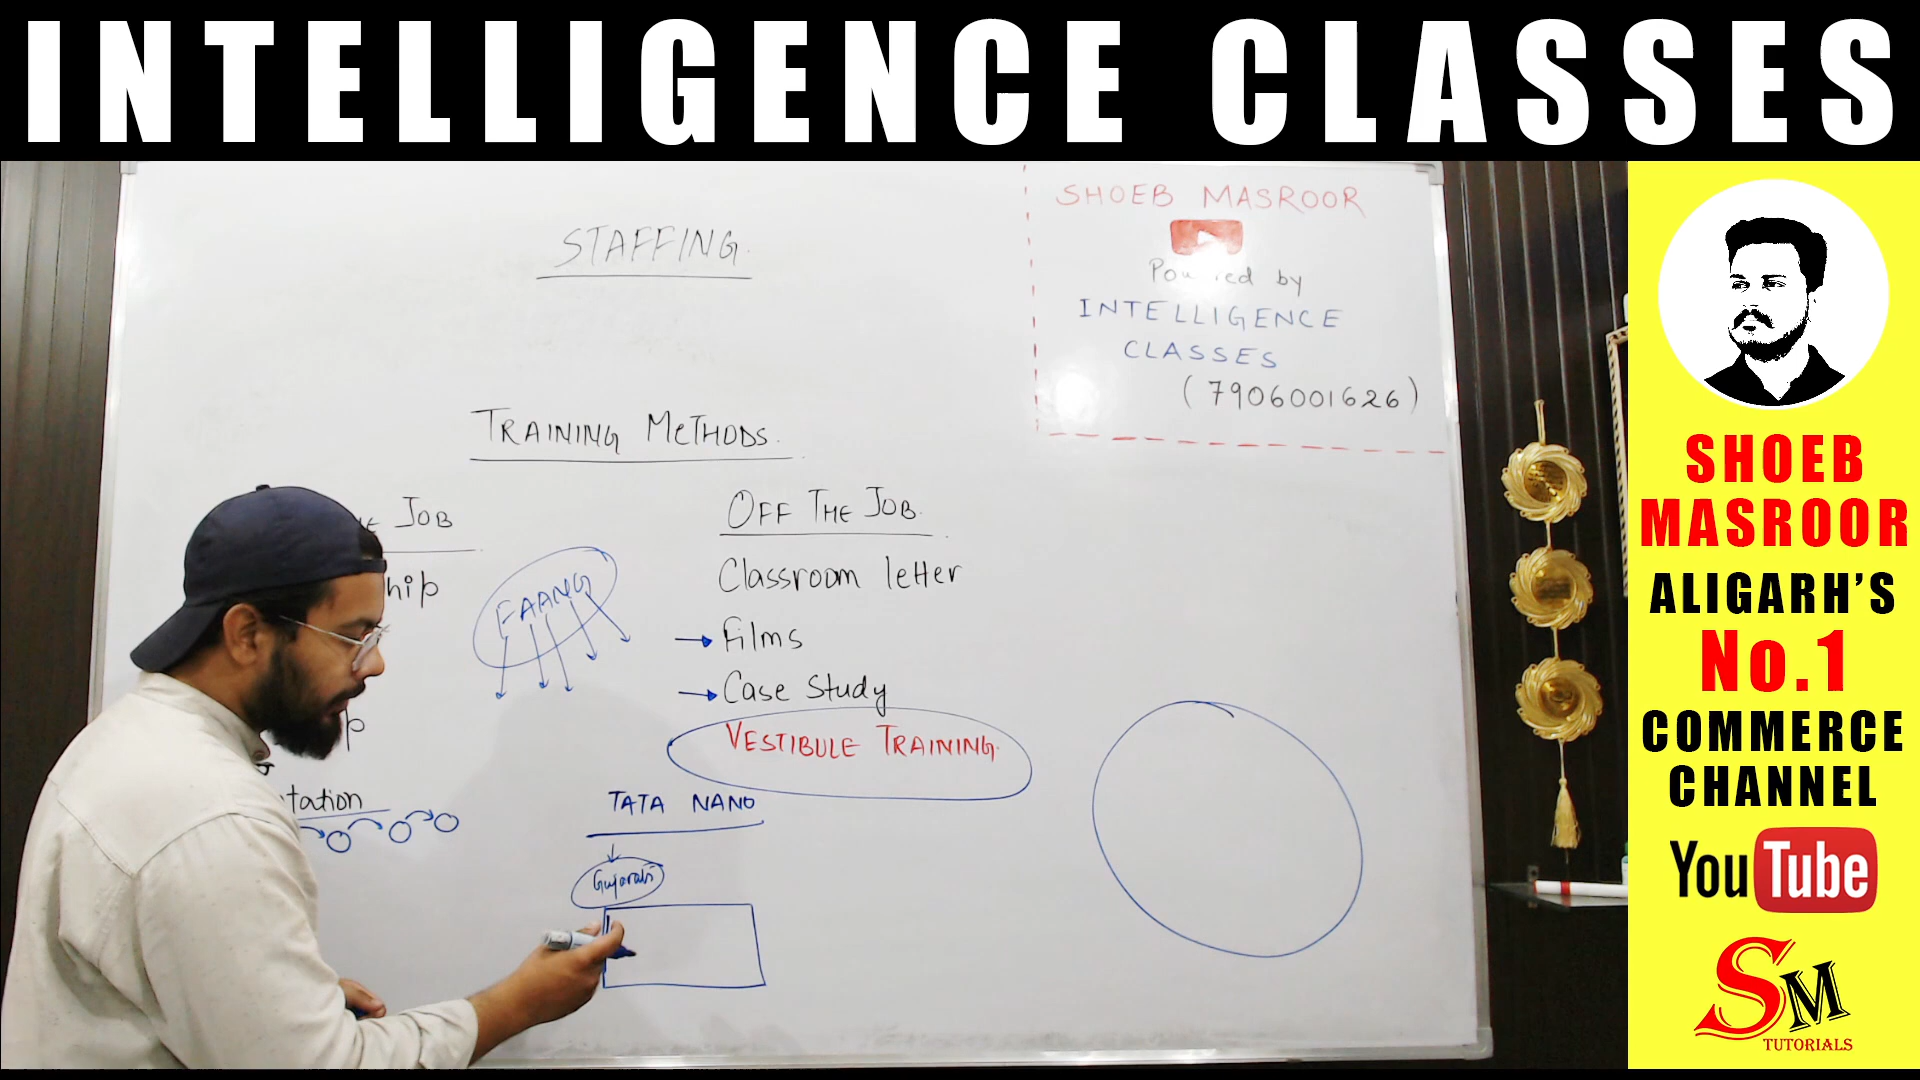 INTELLIGENCE CLASSES
STAFFING.
TRAINING METHODS.
JOB
hip
p
tation
FAANG
OFF THE JOB.
Classroom letter
→ Films
→ Case Study
VESTIBULE TRAINING.
TATA NANO
SHOEB MASROOR
by
INTELLIGENCE
CLASSES
(7906001626)
SHOEB
MASROOR
ALIGARH'S
No.1
COMMERCE
CHANNEL
YouTube
SM
TUTORIALS